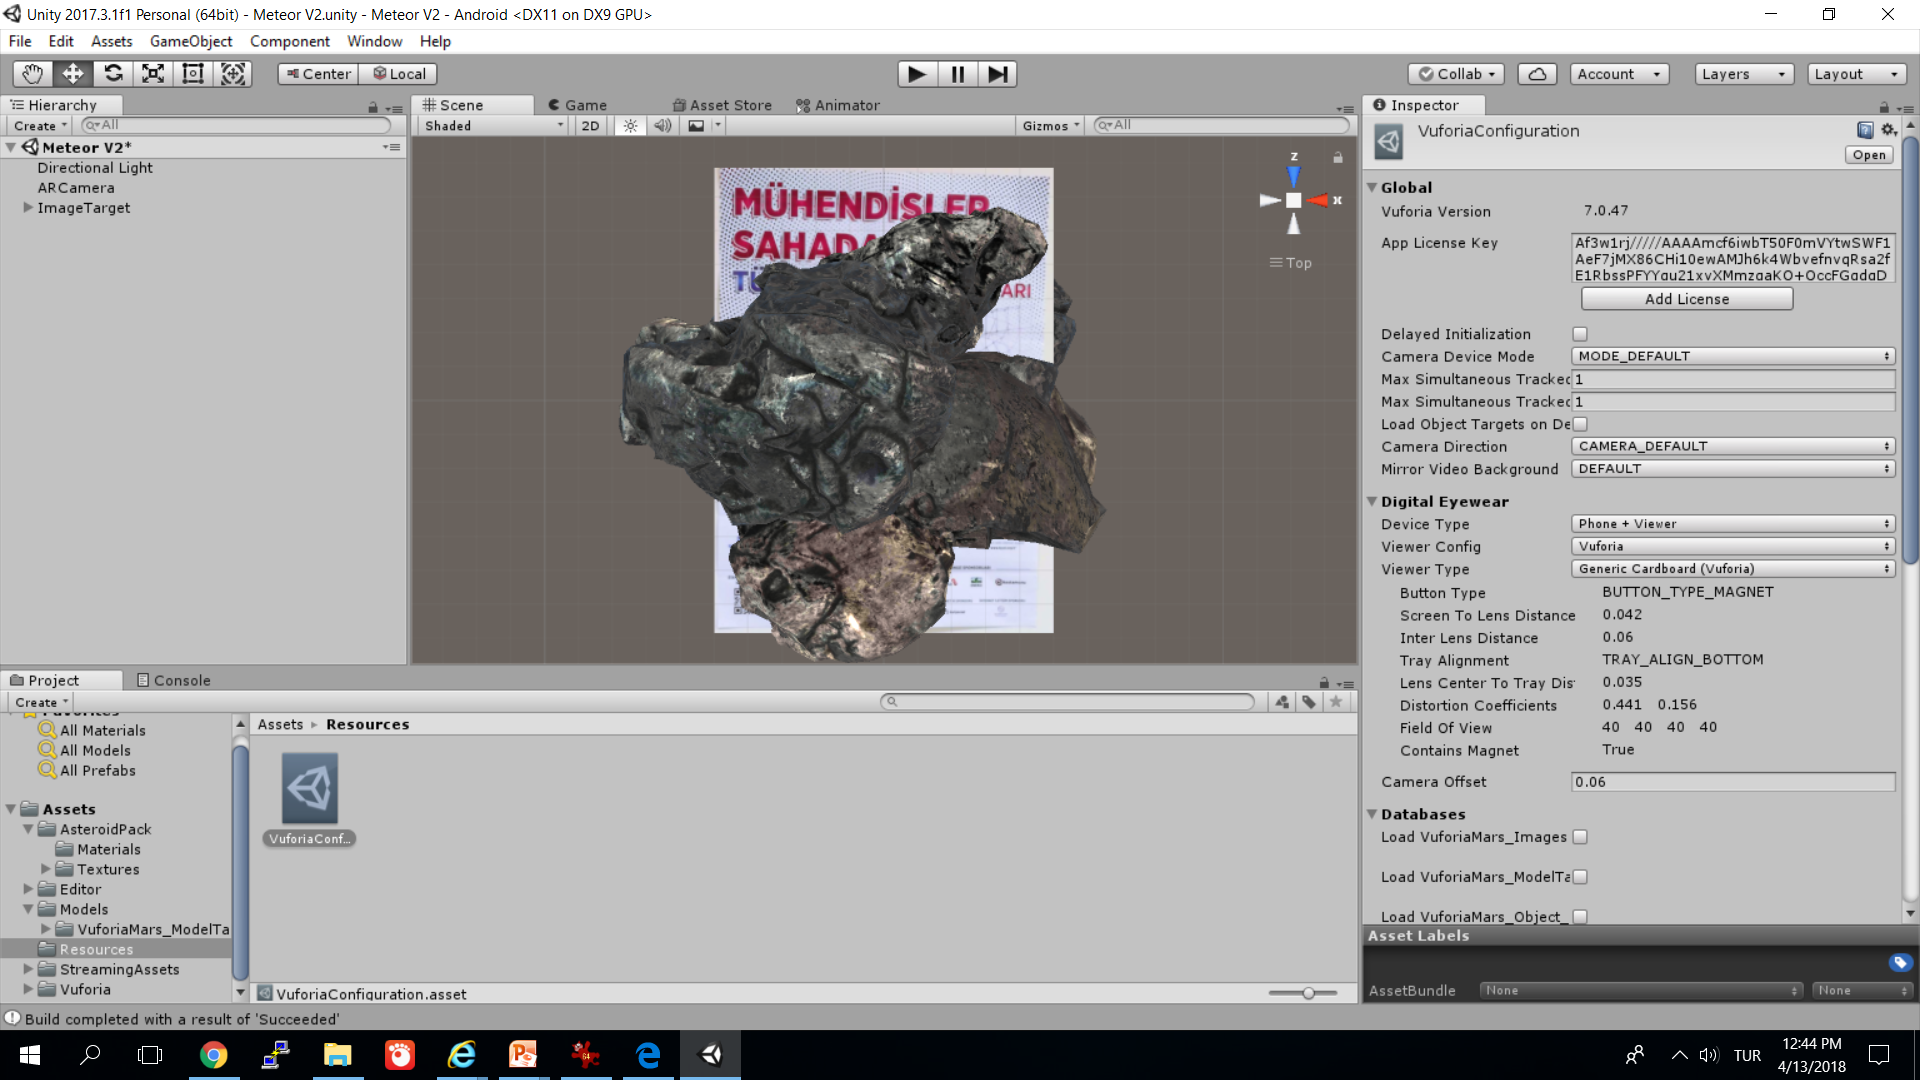 Unity 2017.3.1f1 Personal (64bit) - Meteor V2.unity - Meteor V2 - Android <DX11 on DX9 GPU>
File Edit Assets GameObject Component Window Help
Center Local Collab Account Layers Layout
Hierarchy
Create All
Meteor V2*
Directional Light
ARCamera
ImageTarget
Scene Game Asset Store Animator
Shaded 2D Gizmos All
MÜHENDİSLER
SAHADA
ARI
z
x
Top
Inspector
VuforiaConfiguration
Open
Global
Vuforia Version 7.0.47
App License Key
Af3w1rj/////AAAAmcf6iwbT50F0mVYtwSWF1
AeF7jMX86CHi10ewAMJh6k4WbvefnvqRsa2f
E1RbssPFYYau21xvXMmzqaKO+OccFGadaD
Add License
Delayed Initialization
Camera Device Mode MODE_DEFAULT
Max Simultaneous Tracked 1
Max Simultaneous Tracked 1
Load Object Targets on De
Camera Direction CAMERA_DEFAULT
Mirror Video Background DEFAULT
Digital Eyewear
Device Type Phone + Viewer
Viewer Config Vuforia
Viewer Type Generic Cardboard (Vuforia)
Button Type BUTTON_TYPE_MAGNET
Screen To Lens Distance 0.042
Inter Lens Distance 0.06
Tray Alignment TRAY_ALIGN_BOTTOM
Lens Center To Tray Dis 0.035
Distortion Coefficients 0.441 0.156
Field Of View 40 40 40 40
Contains Magnet True
Camera Offset 0.06
Databases
Load VuforiaMars_Images
Load VuforiaMars_ModelTa
Load VuforiaMars_Object_
Asset Labels
AssetBundle None None
Project Console
Create
Favorites
All Materials
All Models
All Prefabs
Assets
AsteroidPack
Materials
Textures
Editor
Models
VuforiaMars_ModelTa
Resources
StreamingAssets
Vuforia
Assets Resources
VuforiaConf...
VuforiaConfiguration.asset
Build completed with a result of 'Succeeded'
TUR
12:44 PM
4/13/2018